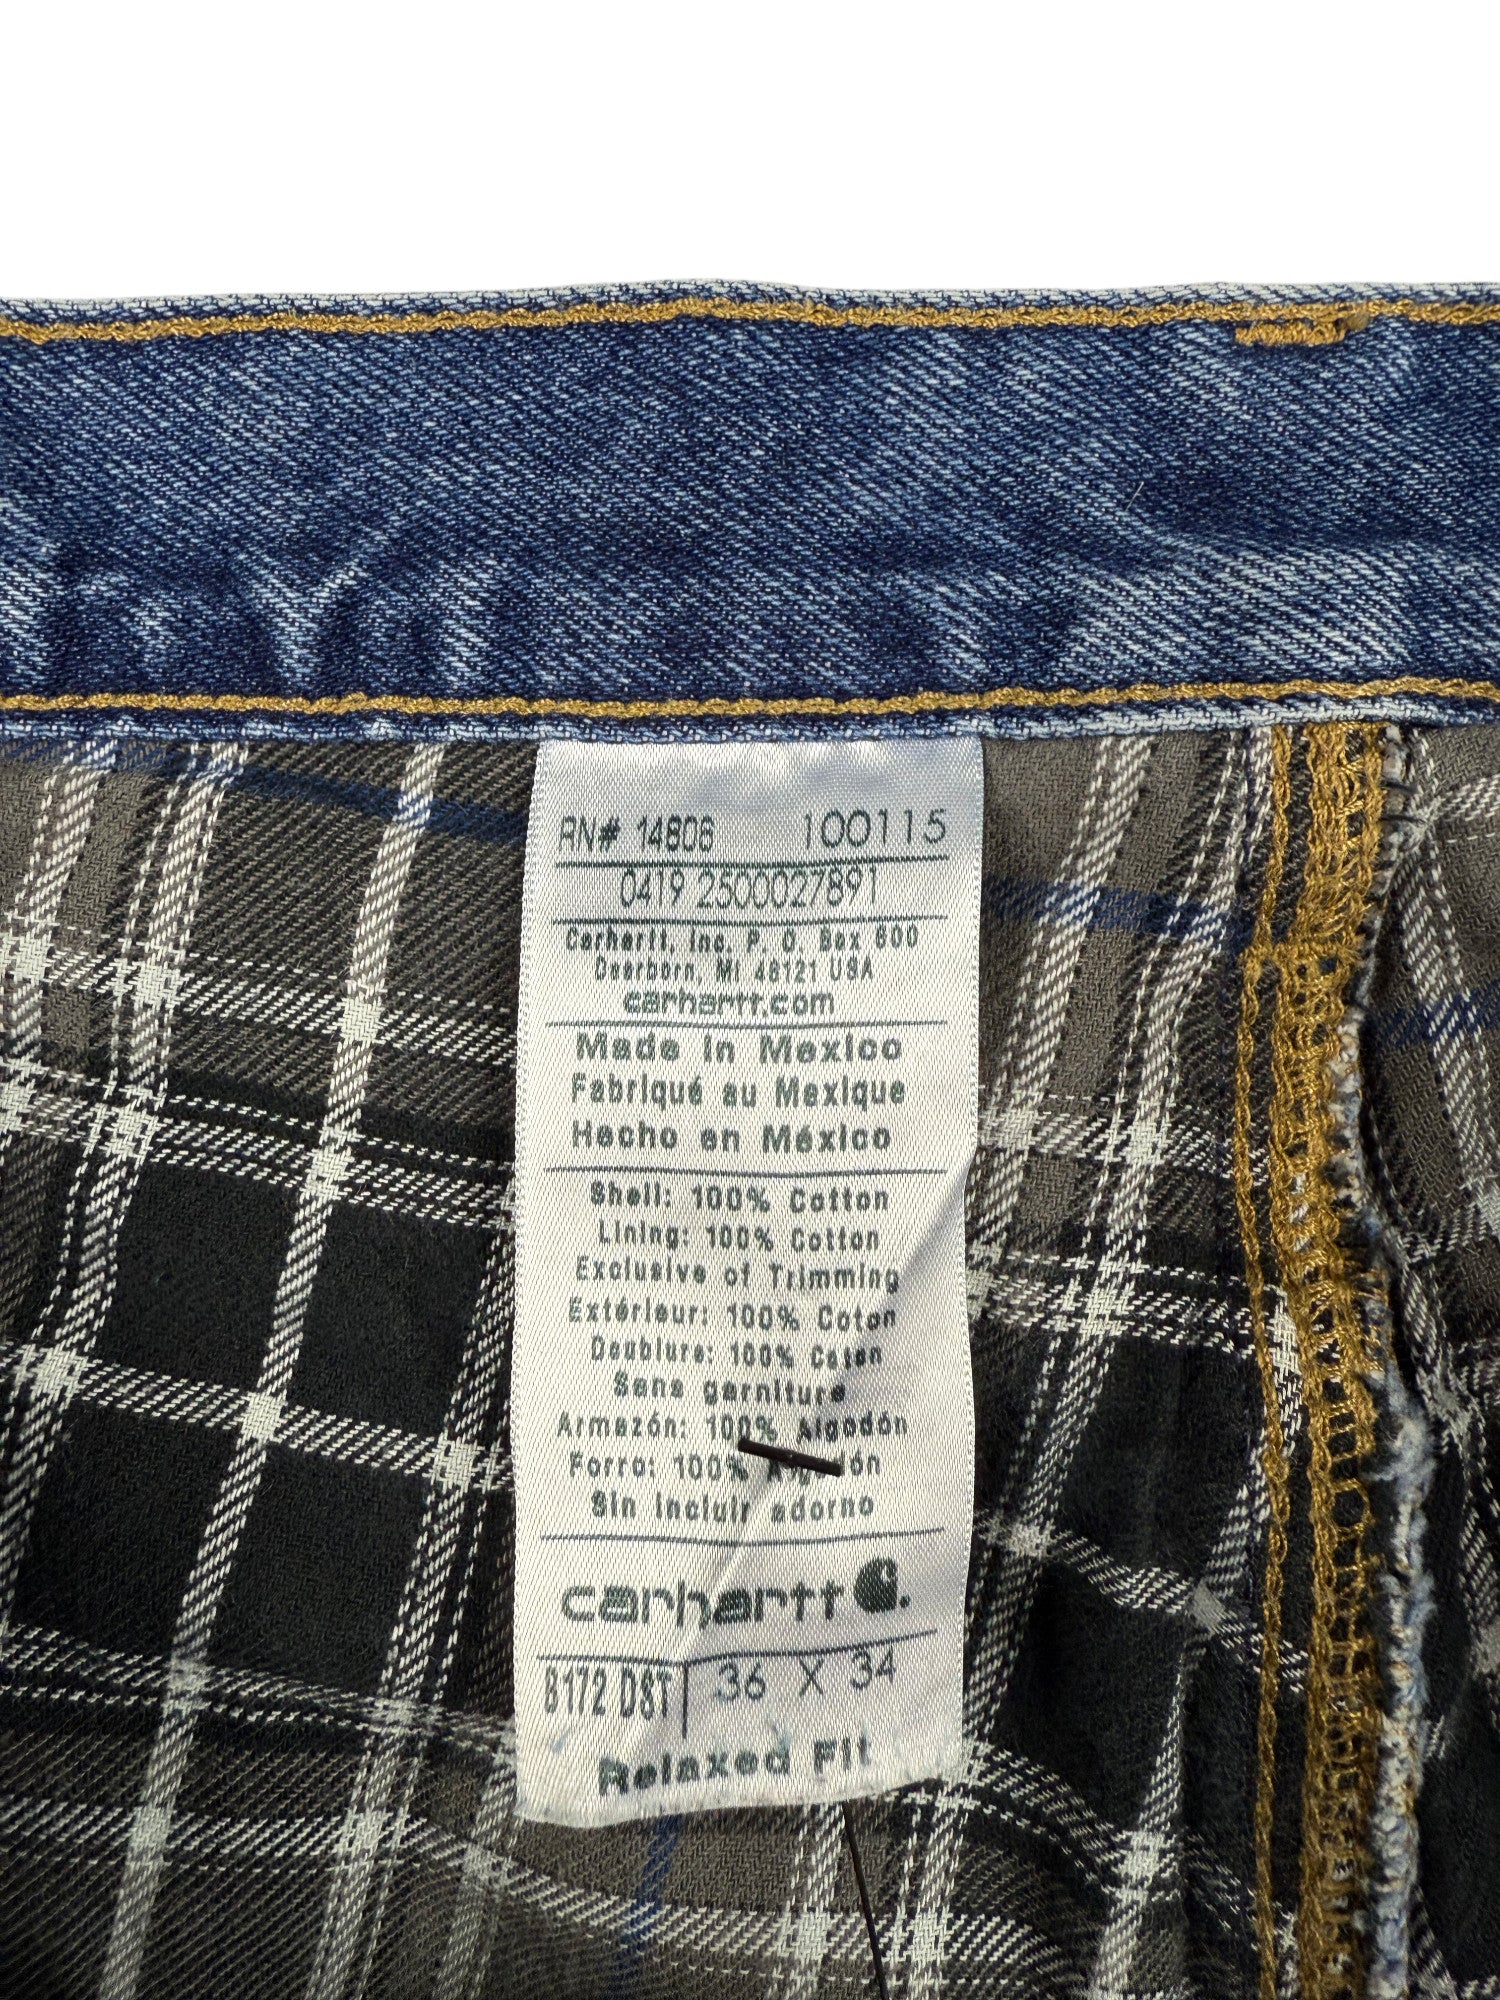 RN# 14806 100115
0419 2500027891
Carhartt, Inc. P. O. Box 600
Dearborn, MI 48121 USA
carhartt.com
Made in Mexico
Fabriqué au Mexique
Hecho en México
Shell: 100% Cotton
Lining: 100% Cotton
Exclusive of Trimming
Extérieur: 100% Coton
Doublure: 100% Coton
Sans garniture
Armazón: 100% Algodón
Forro: 100% Algodón
Sin incluir adorno
carhartt
B172 DST 36 X 34
Relaxed Fit